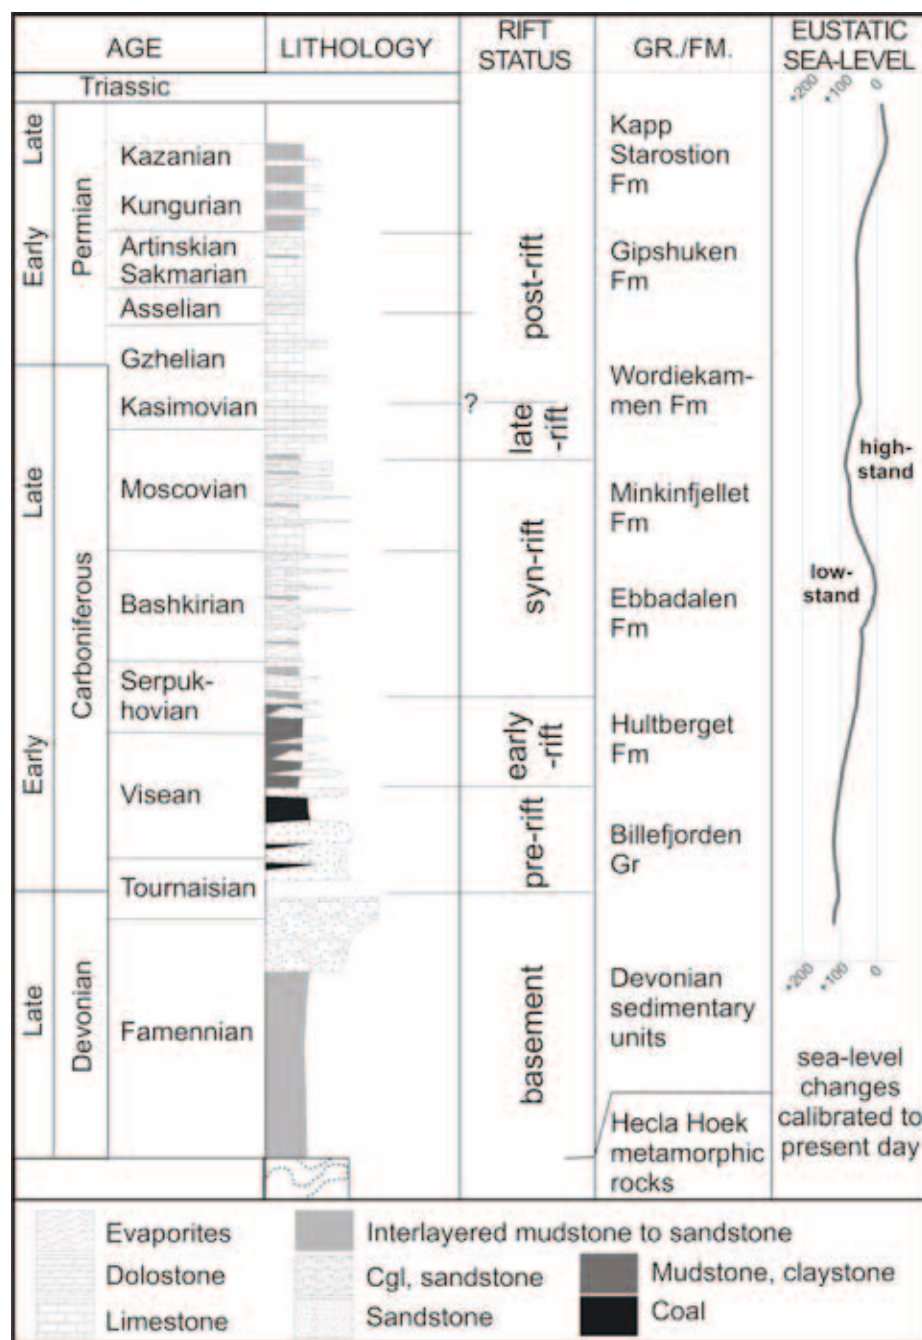 AGE
LITHOLOGY
RIFT
STATUS
GR./FM.
EUSTATIC
SEA-LEVEL
+200
+100
0
Triassic
Late
Early
Permian
Kazanian
Kungurian
Artinskian
Sakmarian
Asselian
Late
Early
Carboniferous
Gzhelian
Kasimovian
Moscovian
Bashkirian
Serpuk-
hovian
Visean
Tournaisian
Late
Devonian
Famennian
post-rift
?
late
-rift
syn-rift
early
-rift
pre-rift
basement
Kapp
Starostion
Fm
Gipshuken
Fm
Wordiekam-
men Fm
Minkinfjellet
Fm
Ebbadalen
Fm
Hultberget
Fm
Billefjorden
Gr
Devonian
sedimentary
units
Hecla Hoek
metamorphic
rocks
high-
stand
low-
stand
+200
+100
0
sea-level
changes
calibrated to
present day
Evaporites
Dolostone
Limestone
Interlayered mudstone to sandstone
Cgl, sandstone
Sandstone
Mudstone, claystone
Coal